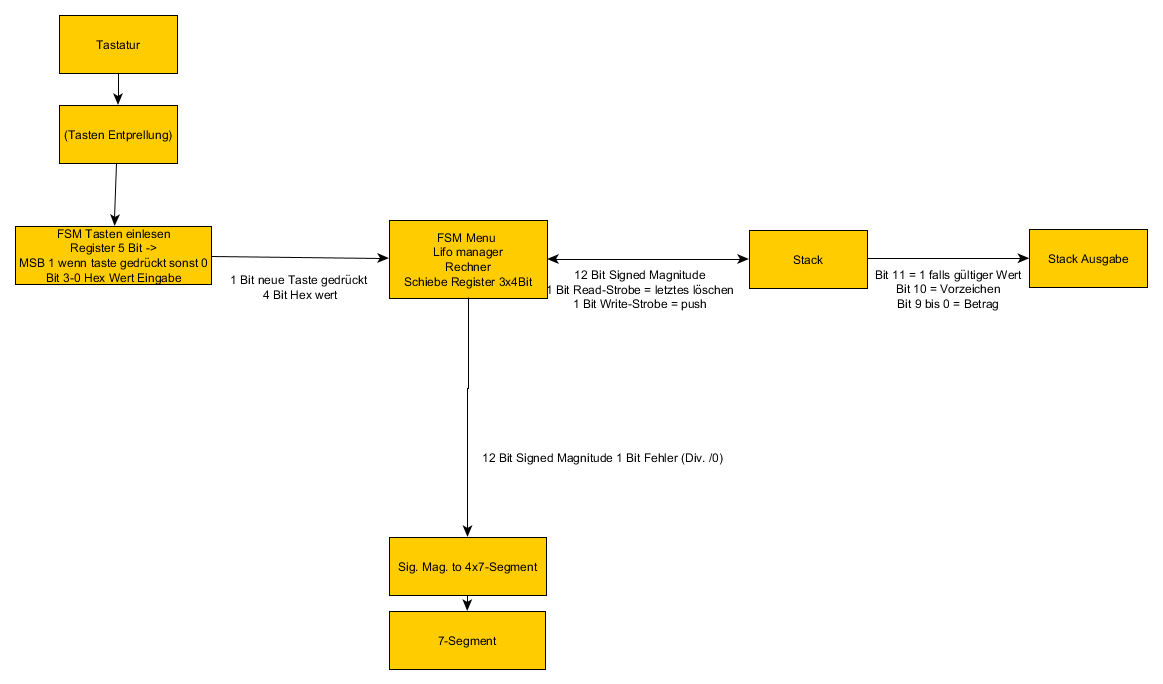 Tastatur
(Tasten Entprellung)
FSM Tasten einlesen
Register 5 Bit ->
MSB 1 wenn taste gedrückt sonst 0
Bit 3-0 Hex Wert Eingabe
1 Bit neue Taste gedrückt
4 Bit Hex wert
FSM Menu
Lifo manager
Rechner
Schiebe Register 3x4Bit
12 Bit Signed Magnitude
1 Bit Read-Strobe = letztes löschen
1 Bit Write-Strobe = push
Stack
Bit 11 = 1 falls gültiger Wert
Bit 10 = Vorzeichen
Bit 9 bis 0 = Betrag
Stack Ausgabe
12 Bit Signed Magnitude 1 Bit Fehler (Div. /0)
Sig. Mag. to 4x7-Segment
7-Segment